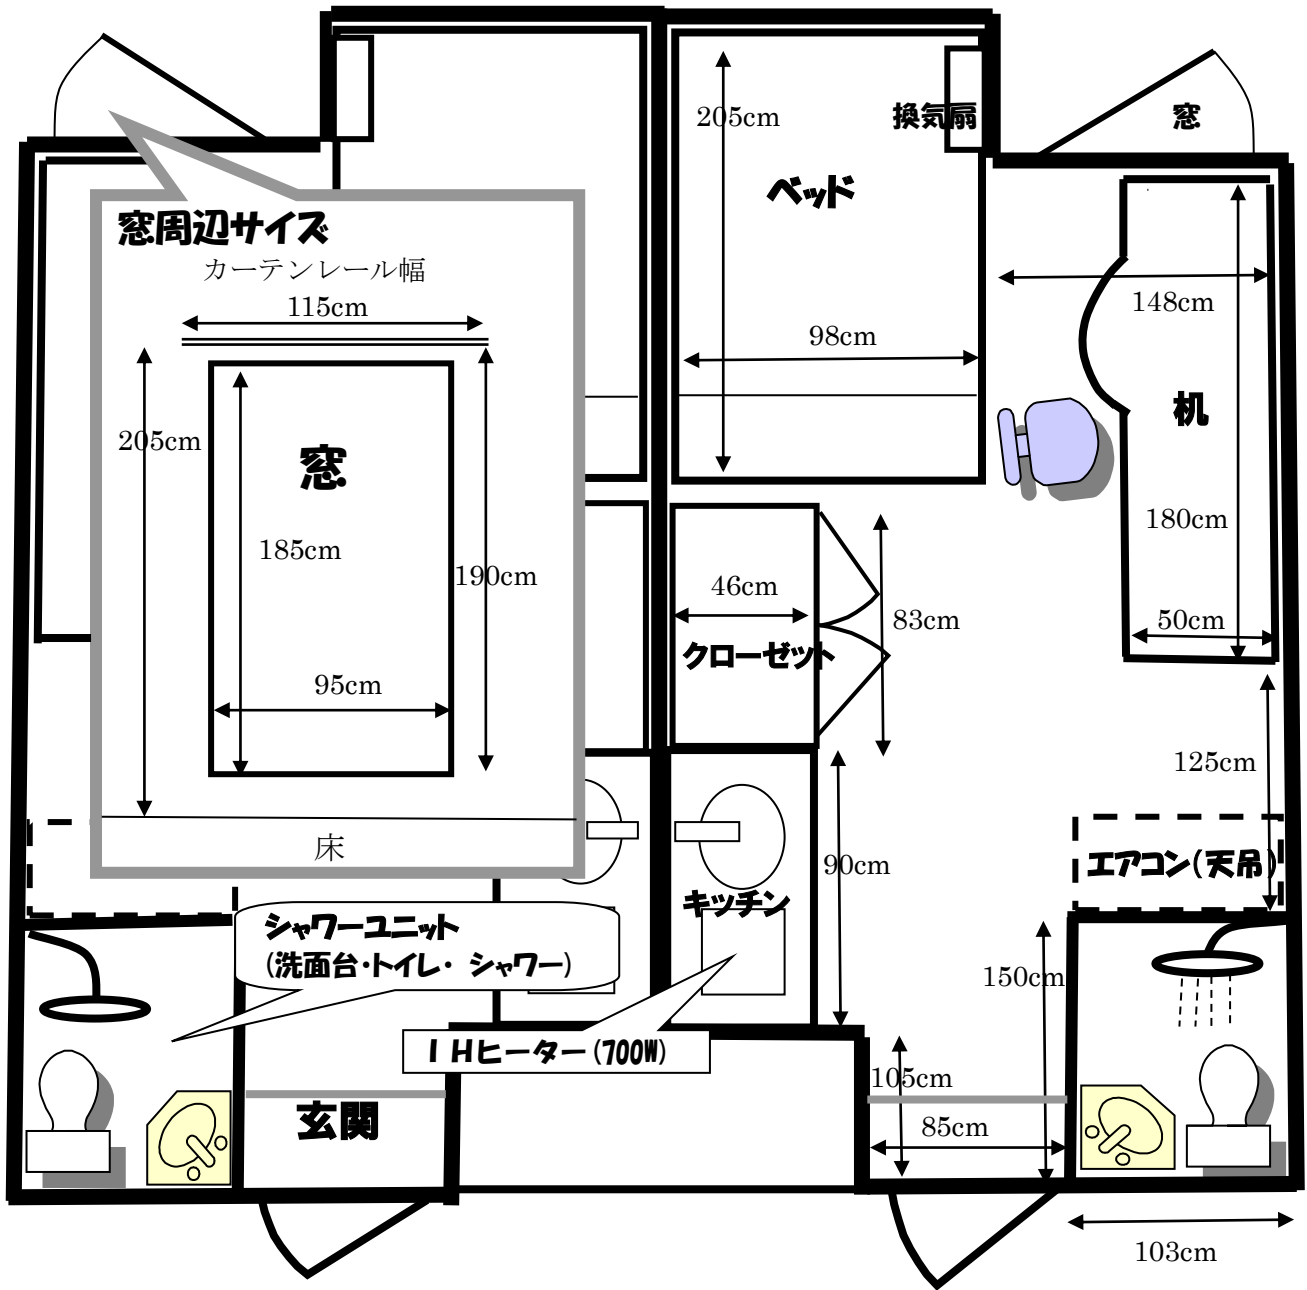 205cm
換気扇
窓
ベッド
窓周辺サイズ
カーテンレール幅
115cm
148cm
98cm
机
205cm
窓
180cm
185cm
190cm
46cm
83cm
50cm
クローゼット
95cm
125cm
床
90cm
エアコン(天吊)
キッチン
シャワーユニット
(洗面台・トイレ・ シャワー)
150cm
IHヒーター(700W)
105cm
玄関
85cm
103cm